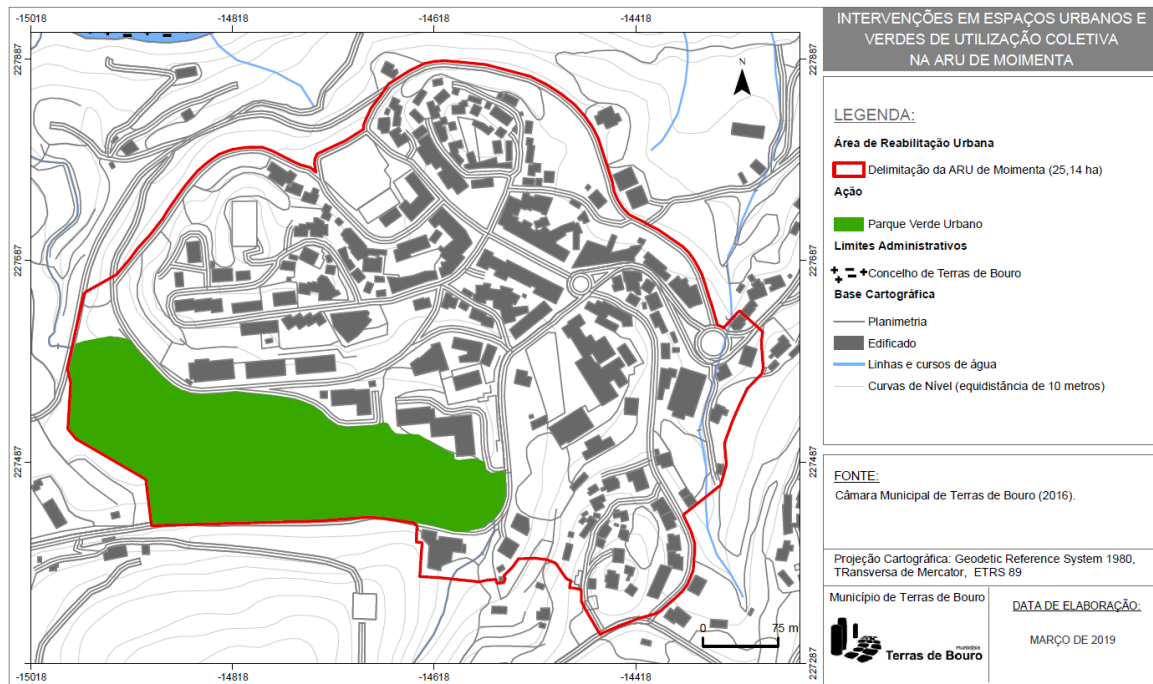 -15018
-14818
-14618
-14418
227887
227887
227687
227687
227487
227487
227287
227287
-15018
-14818
-14618
-14418
N
0 75 m
INTERVENÇÕES EM ESPAÇOS URBANOS E
VERDES DE UTILIZAÇÃO COLETIVA
NA ARU DE MOIMENTA
LEGENDA:
Área de Reabilitação Urbana
Delimitação da ARU de Moimenta (25,14 ha)
Ação
Parque Verde Urbano
Limites Administrativos
Concelho de Terras de Bouro
Base Cartográfica
Planimetria
Edificado
Linhas e cursos de água
Curvas de Nível (equidistância de 10 metros)
FONTE:
Câmara Municipal de Terras de Bouro (2016).
Projeção Cartográfica: Geodetic Reference System 1980,
TRansversa de Mercator, ETRS 89
Município de Terras de Bouro
município
Terras de Bouro
DATA DE ELABORAÇÃO:
MARÇO DE 2019